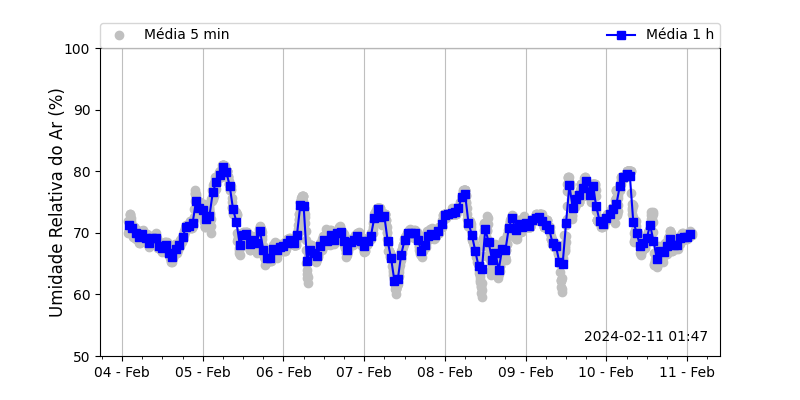 Média 5 min
Média 1 h
Umidade Relativa do Ar (%)
100
90
80
70
60
50
2024-02-11 01:47
04 - Feb
05 - Feb
06 - Feb
07 - Feb
08 - Feb
09 - Feb
10 - Feb
11 - Feb